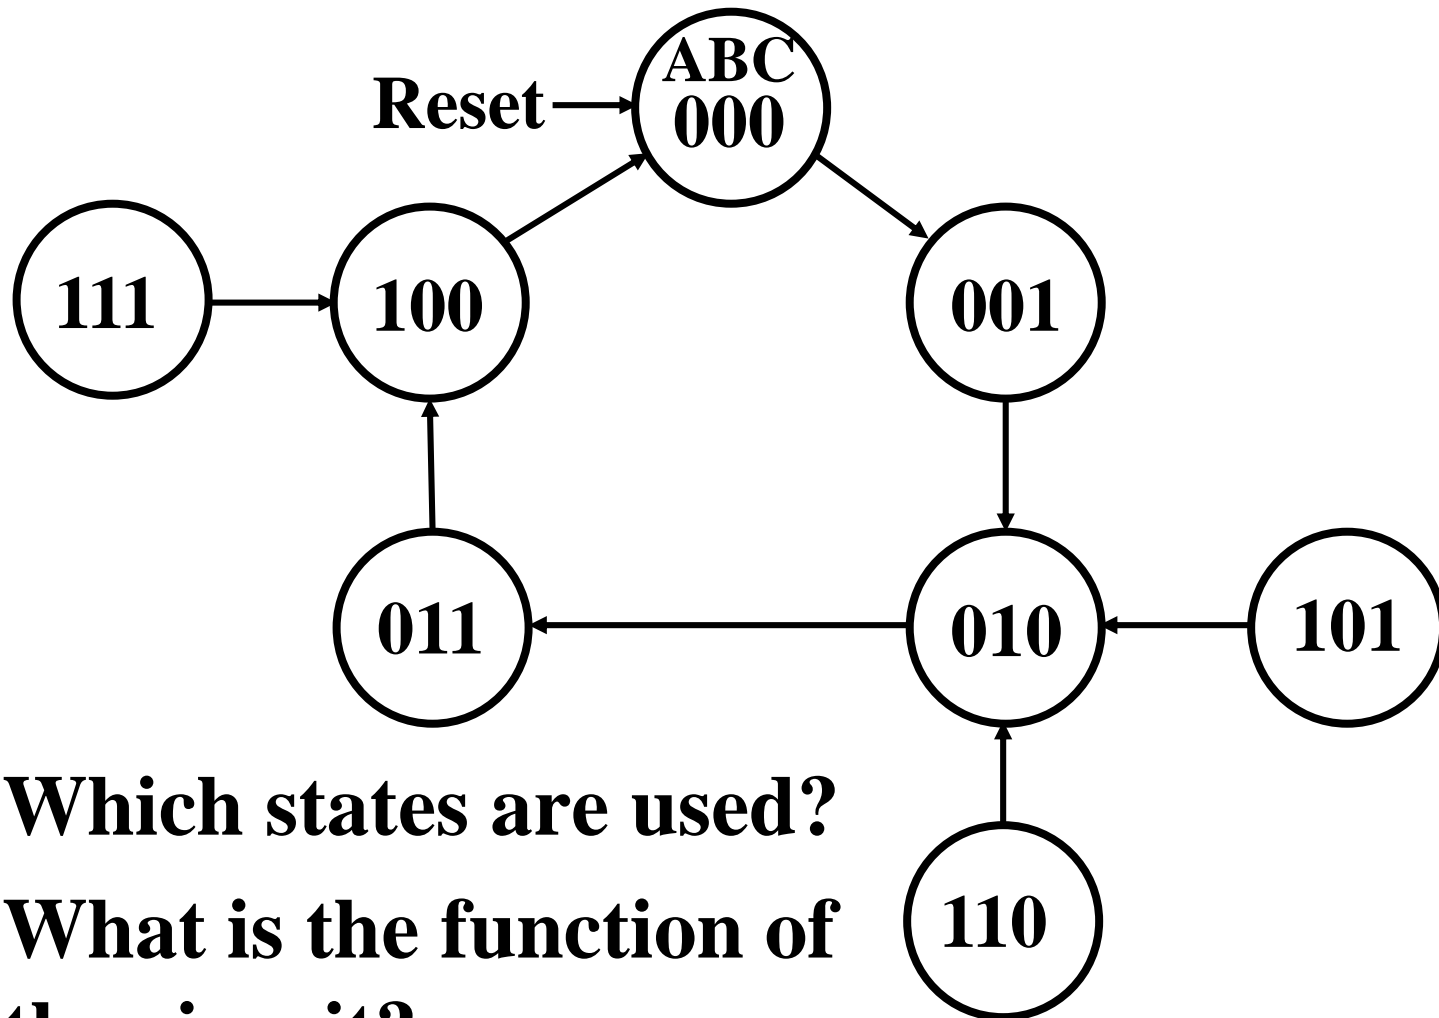 ABC
Reset 000
111 100 001
011 010 101
Which states are used?
What is the function of
110